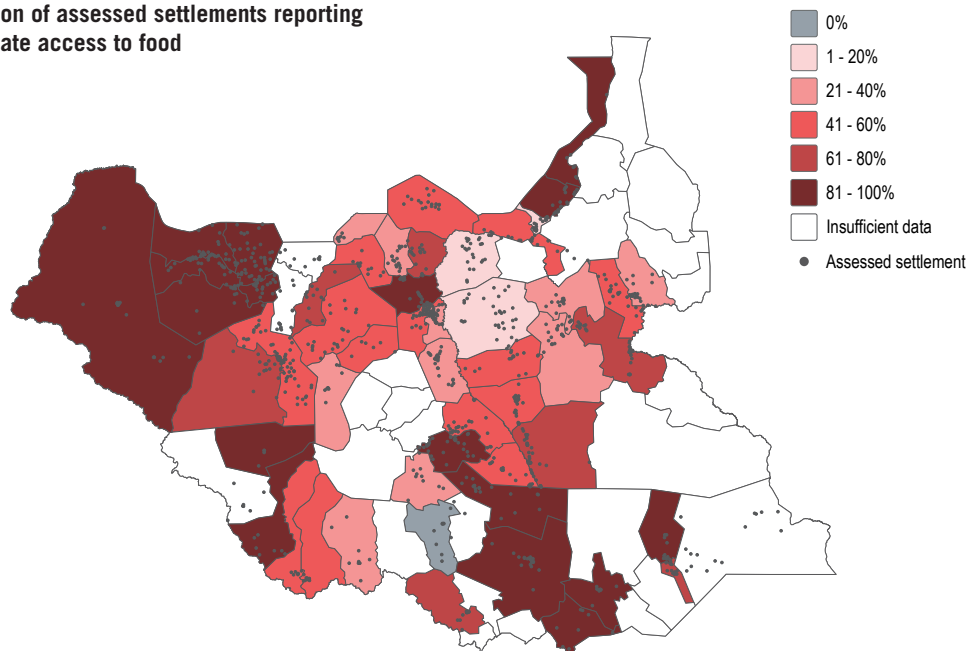 on of assessed settlements reporting
ate access to food
0%
1 - 20%
21 - 40%
41 - 60%
61 - 80%
81 - 100%
Insufficient data
Assessed settlement